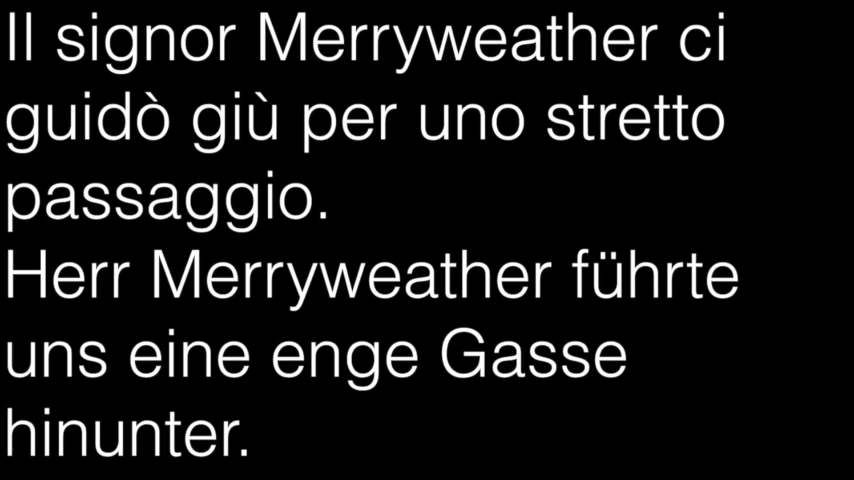 Il signor Merryweather ci
guidò giù per uno stretto
passaggio.
Herr Merryweather führte
uns eine enge Gasse
hinunter.